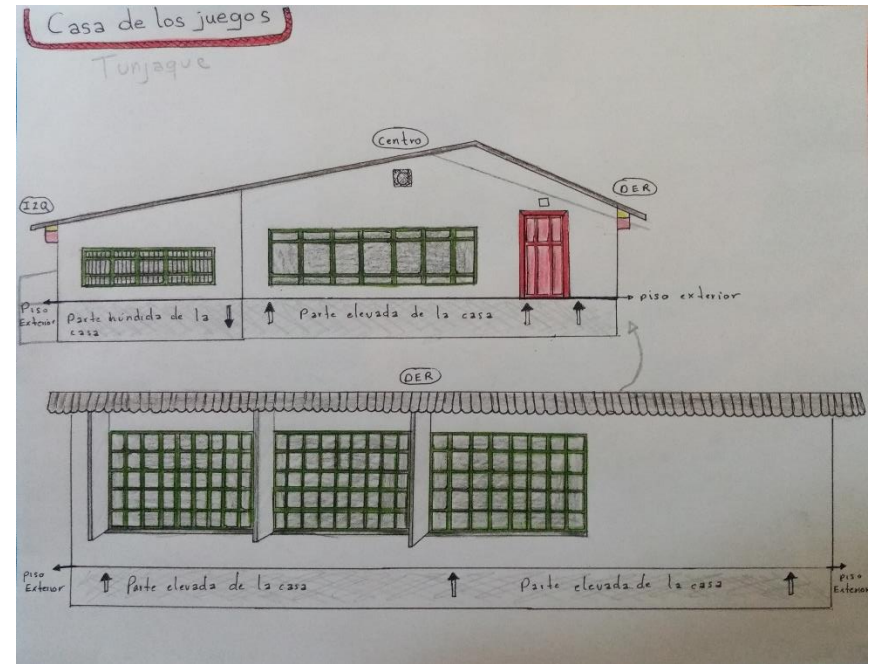 Casa de los juegos
Tunjaque
Centro
IZQ
DER
Piso
Exterior
Parte húndida de la
casa
Parte elevada de la casa
piso exterior
DER
piso
Exterior
Parte elevada de la casa
Parte elevada de la casa
piso
Exterior